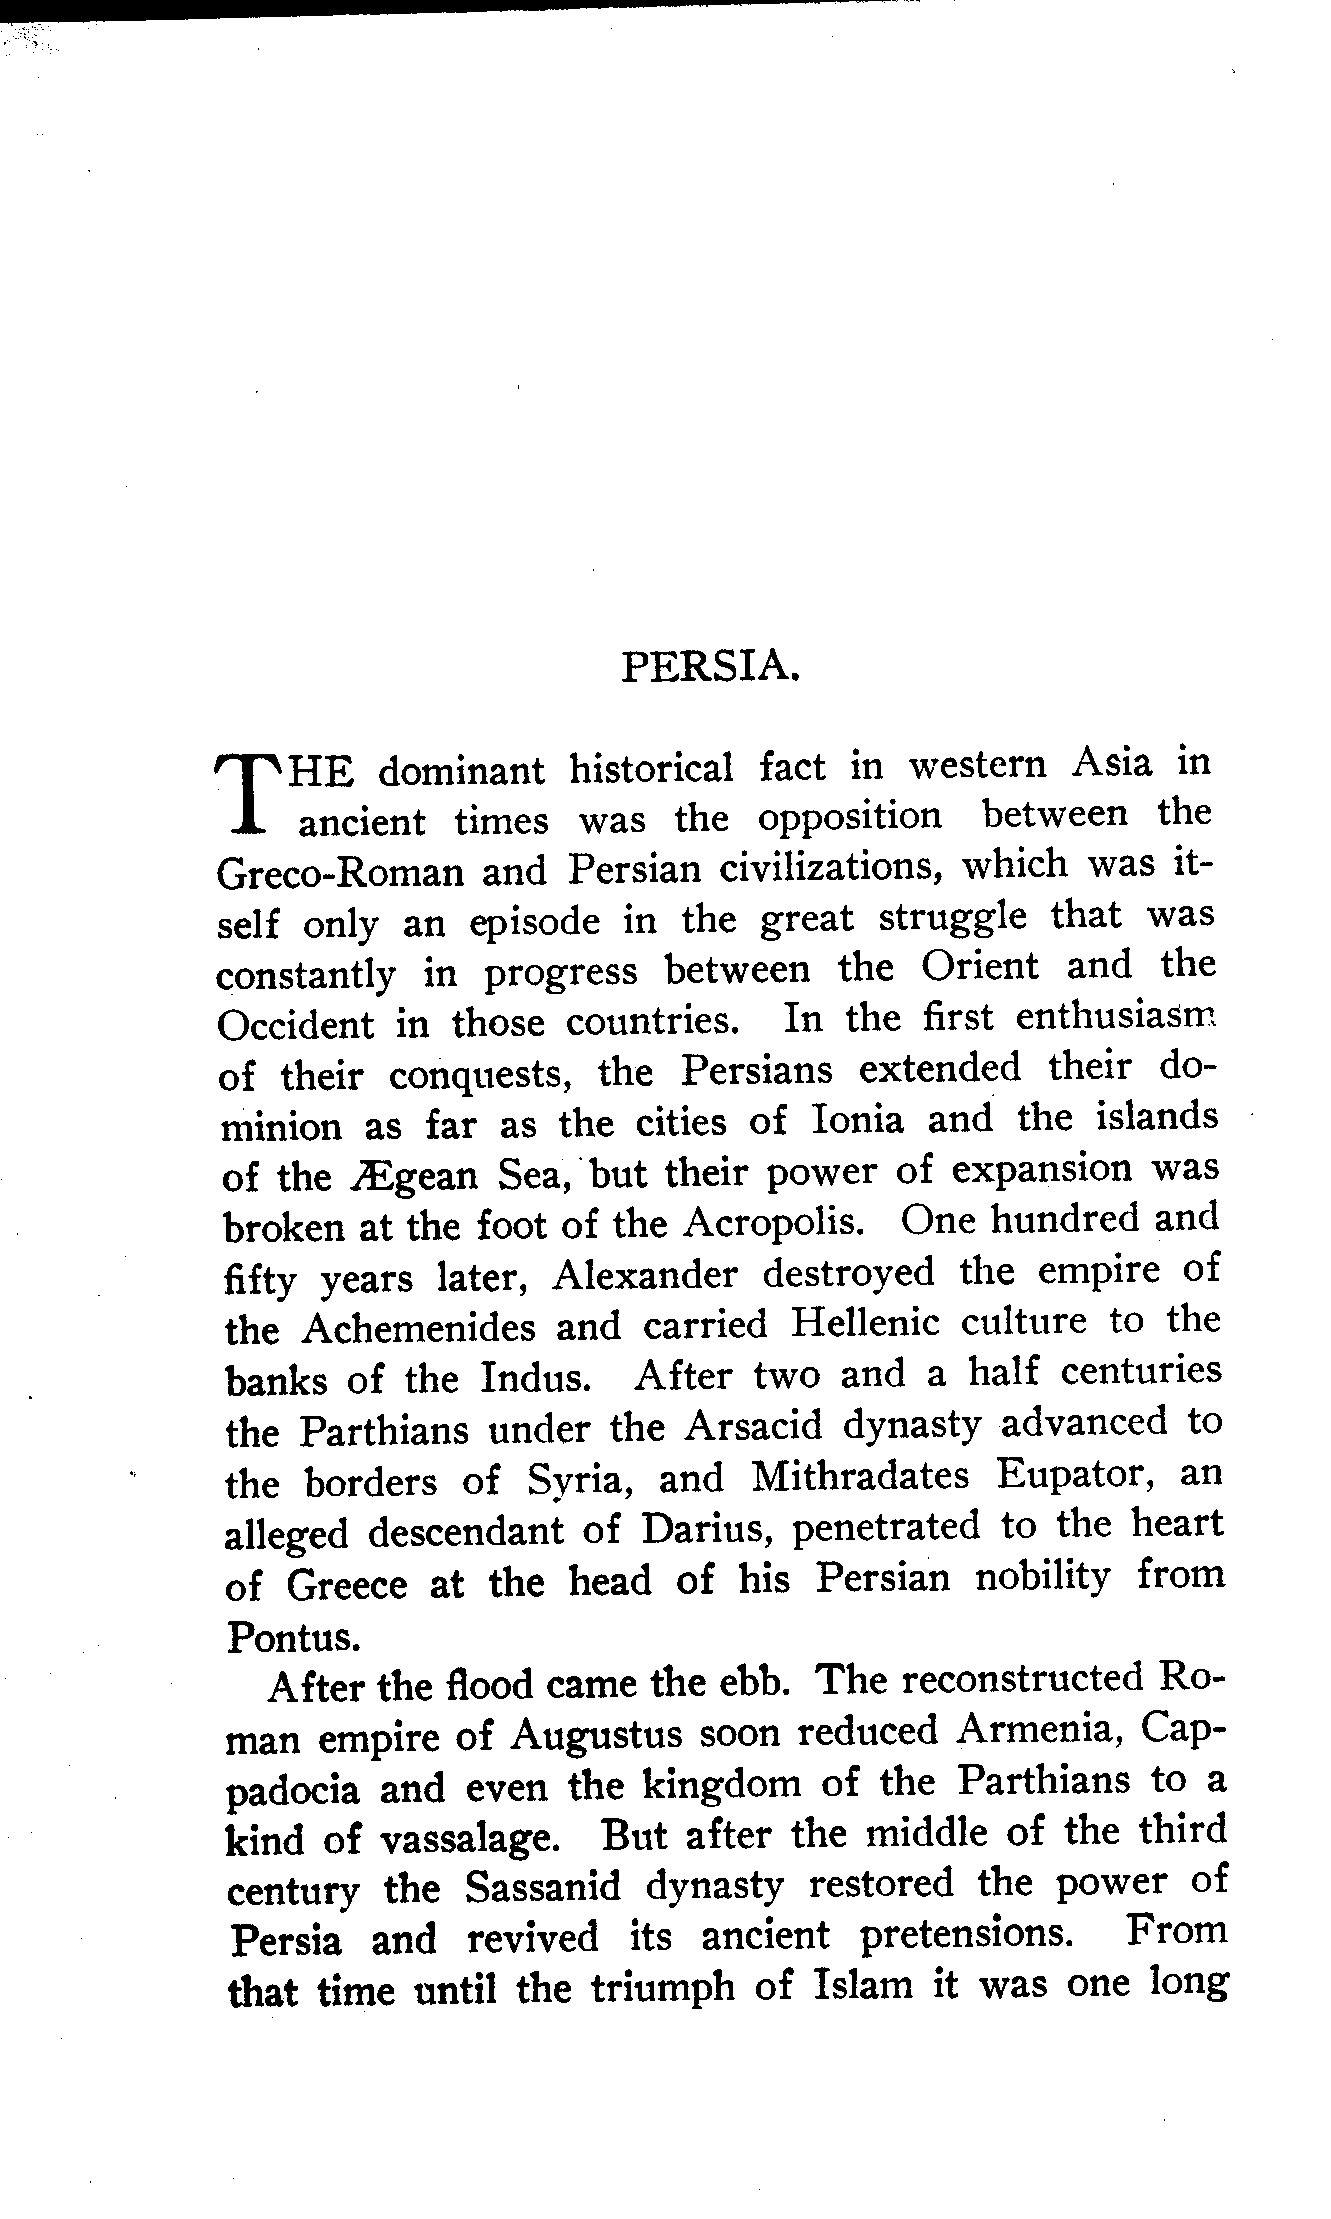 PERSIA.
THE dominant historical fact in western Asia in
ancient times was the opposition between the
Greco-Roman and Persian civilizations, which was it-
self only an episode in the great struggle that was
constantly in progress between the Orient and the
Occident in those countries. In the first enthusiasm
of their conquests, the Persians extended their do-
minion as far as the cities of Ionia and the islands
of the Ægean Sea, but their power of expansion was
broken at the foot of the Acropolis. One hundred and
fifty years later, Alexander destroyed the empire of
the Achemenides and carried Hellenic culture to the
banks of the Indus. After two and a half centuries
the Parthians under the Arsacid dynasty advanced to
the borders of Syria, and Mithradates Eupator, an
alleged descendant of Darius, penetrated to the heart
of Greece at the head of his Persian nobility from
Pontus.
After the flood came the ebb. The reconstructed Ro-
man empire of Augustus soon reduced Armenia, Cap-
padocia and even the kingdom of the Parthians to a
kind of vassalage. But after the middle of the third
century the Sassanid dynasty restored the power of
Persia and revived its ancient pretensions. From
that time until the triumph of Islam it was one long